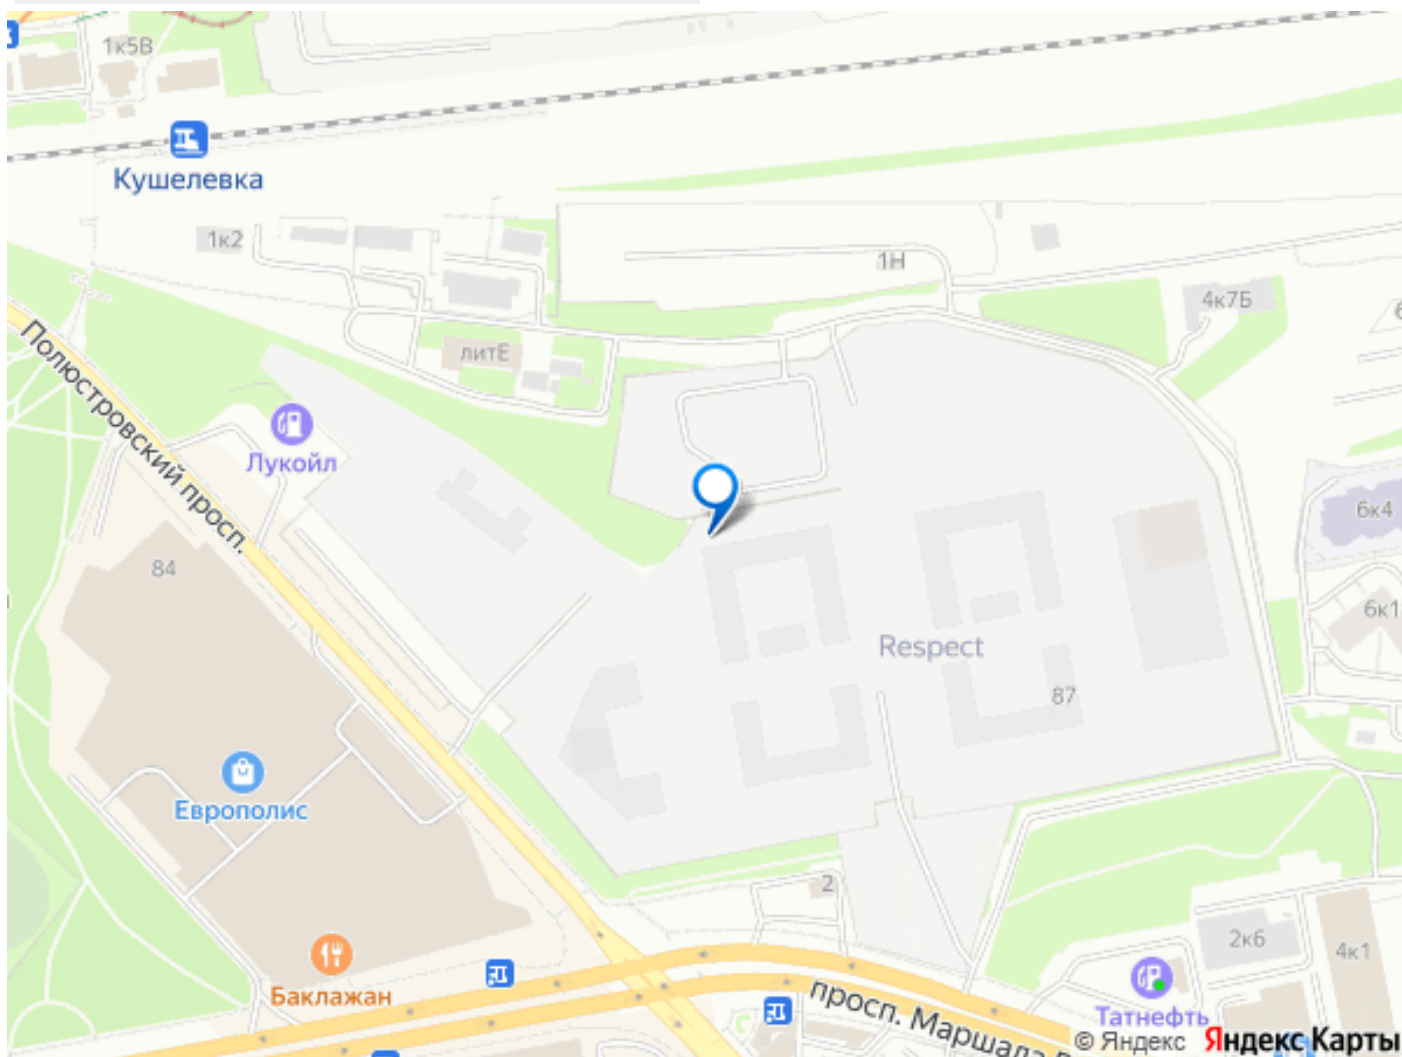 1к5В
Кушелевка
1к2
1Н
4к7Б
литЕ
Полюстровский просп.
Лукойл
6к4
84
6к1
Respect
87
Европолис
2
2к6
4к1
Баклажан
Татнефть
просп. Маршала
© Яндекс Яндекс Карты